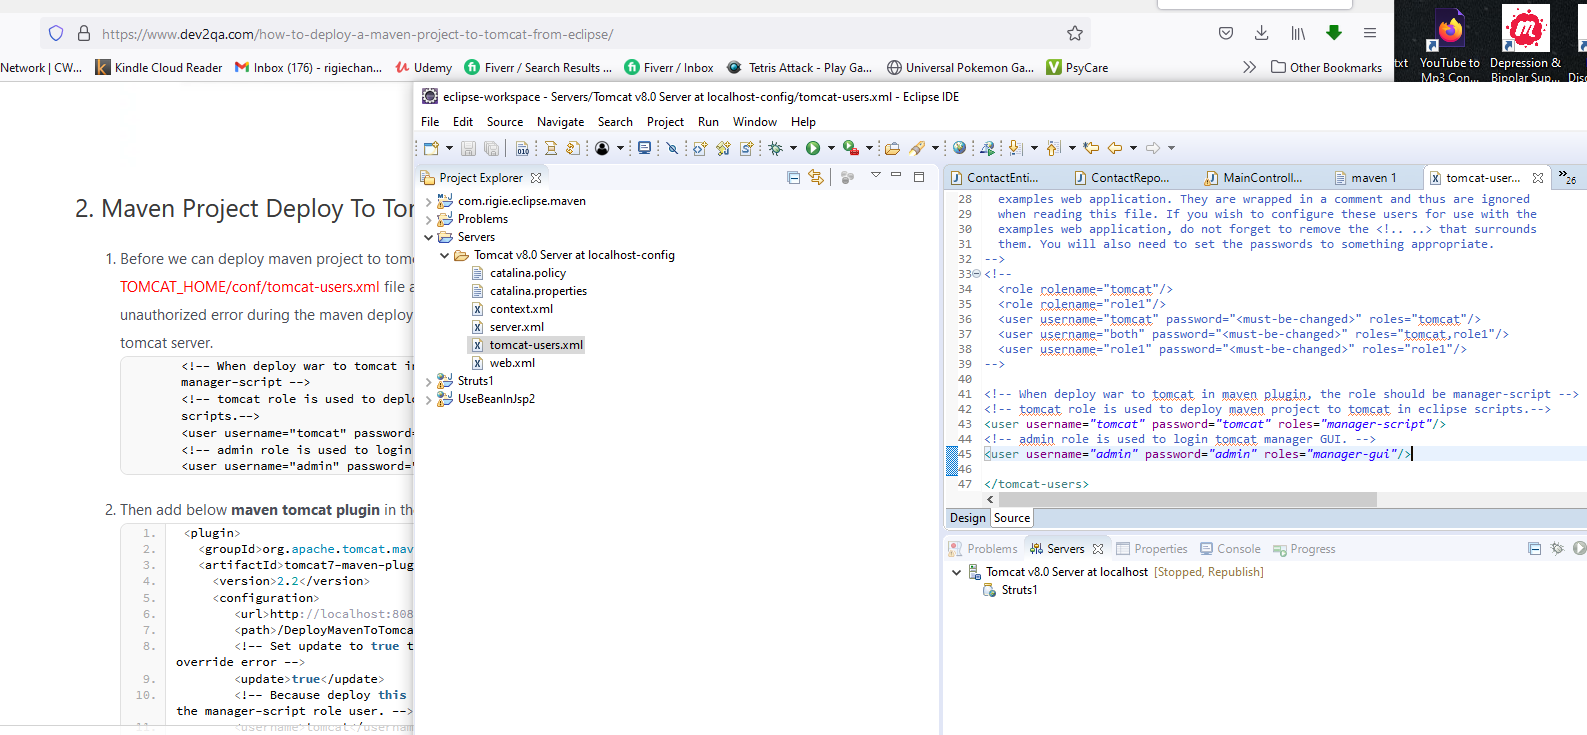 https://www.dev2qa.com/how-to-deploy-a-maven-project-to-tomcat-from-eclipse/
Network | CW...
Kindle Cloud Reader
Inbox (176) - rigiechan...
Udemy
Fiverr / Search Results ...
Fiverr / Inbox
Tetris Attack - Play Ga...
Universal Pokemon Ga...
PsyCare
Other Bookmarks
txt
YouTube to
Mp3 Con...
Depression &
Bipolar Sup...
2. Maven Project Deploy To Tor
1. Before we can deploy maven project to tomc
TOMCAT_HOME/conf/tomcat-users.xml file a
unauthorized error during the maven deploy
tomcat server.
<!-- When deploy war to tomcat in
manager-script -->
<!-- tomcat role is used to deplo
scripts.-->
<user username="tomcat" password=
<!-- admin role is used to login
<user username="admin" password="
2. Then add below maven tomcat plugin in the
1. <plugin>
2. <groupId>org.apache.tomcat.mav
3. <artifactId>tomcat7-maven-plug
4. <version>2.2</version>
5. <configuration>
6. <url>http://localhost:808
7. <path>/DeployMavenToTomca
8. <!-- Set update to true t
override error -->
9. <update>true</update>
10. <!-- Because deploy this
the manager-script role user. -->
11. <username>tomcat</usernam
eclipse-workspace - Servers/Tomcat v8.0 Server at localhost-config/tomcat-users.xml - Eclipse IDE
File Edit Source Navigate Search Project Run Window Help
Project Explorer
com.rigie.eclipse.maven
Problems
Servers
Tomcat v8.0 Server at localhost-config
catalina.policy
catalina.properties
context.xml
server.xml
tomcat-users.xml
web.xml
Struts1
UseBeanInJsp2
ContactEnti...
ContactRepo...
MainControll...
maven 1
tomcat-user...
»26
28 examples web application. They are wrapped in a comment and thus are ignored
29 when reading this file. If you wish to configure these users for use with the
30 examples web application, do not forget to remove the <!.. ..> that surrounds
31 them. You will also need to set the passwords to something appropriate.
32 -->
33 <!--
34 <role rolename="tomcat"/>
35 <role rolename="role1"/>
36 <user username="tomcat" password="<must-be-changed>" roles="tomcat"/>
37 <user username="both" password="<must-be-changed>" roles="tomcat,role1"/>
38 <user username="role1" password="<must-be-changed>" roles="role1"/>
39 -->
40
41 <!-- When deploy war to tomcat in maven plugin, the role should be manager-script -->
42 <!-- tomcat role is used to deploy maven project to tomcat in eclipse scripts.-->
43 <user username="tomcat" password="tomcat" roles="manager-script"/>
44 <!-- admin role is used to login tomcat manager GUI. -->
45 <user username="admin" password="admin" roles="manager-gui"/>
46
47 </tomcat-users>
Design Source
Problems Servers Properties Console Progress
Tomcat v8.0 Server at localhost [Stopped, Republish]
Struts1